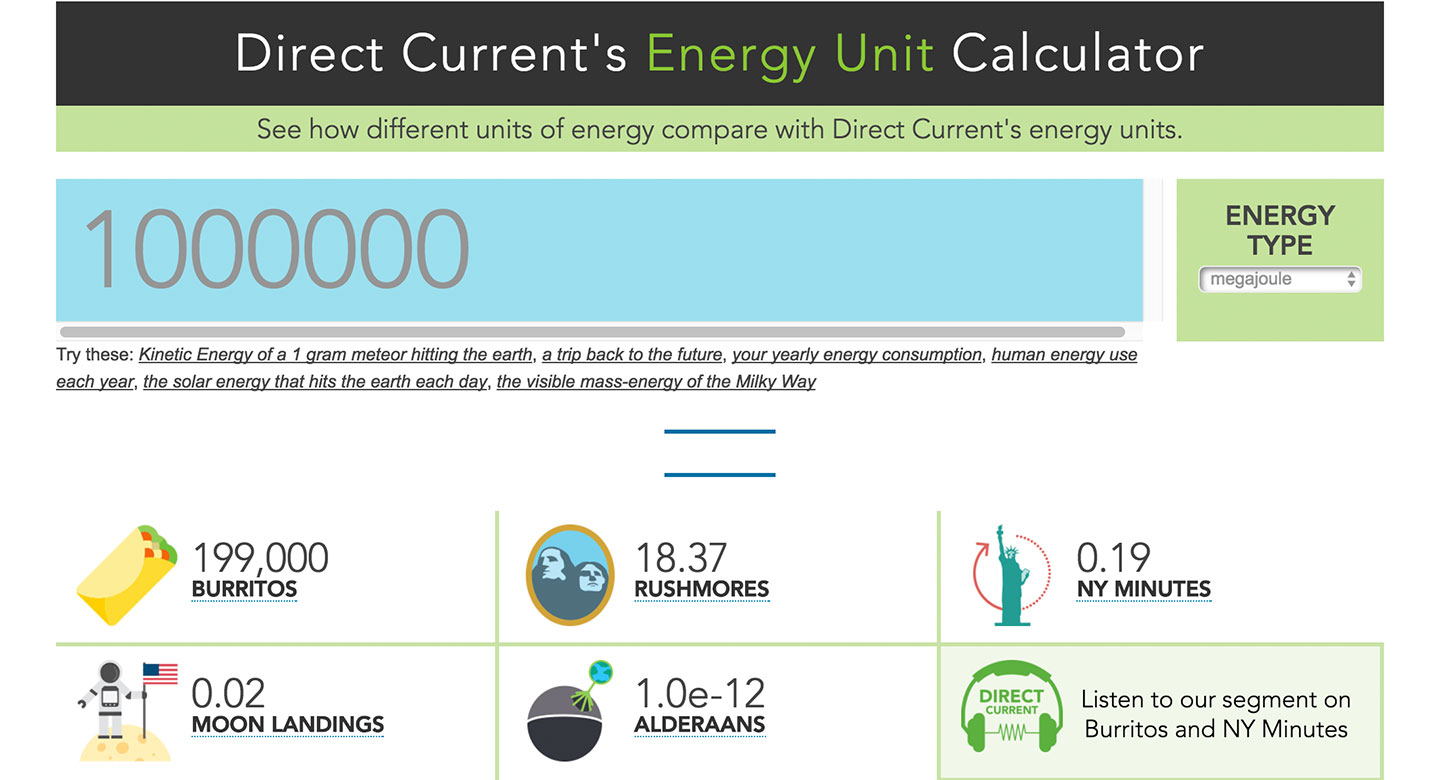 Direct Current's Energy Unit Calculator
See how different units of energy compare with Direct Current's energy units.
1000000
ENERGY
TYPE
megajoule
Try these: Kinetic Energy of a 1 gram meteor hitting the earth, a trip back to the future, your yearly energy consumption, human energy use
each year, the solar energy that hits the earth each day, the visible mass-energy of the Milky Way
199,000
BURRITOS
18.37
RUSHMORES
0.19
NY MINUTES
0.02
MOON LANDINGS
1.0e-12
ALDERAANS
DIRECT
CURRENT
Listen to our segment on
Burritos and NY Minutes